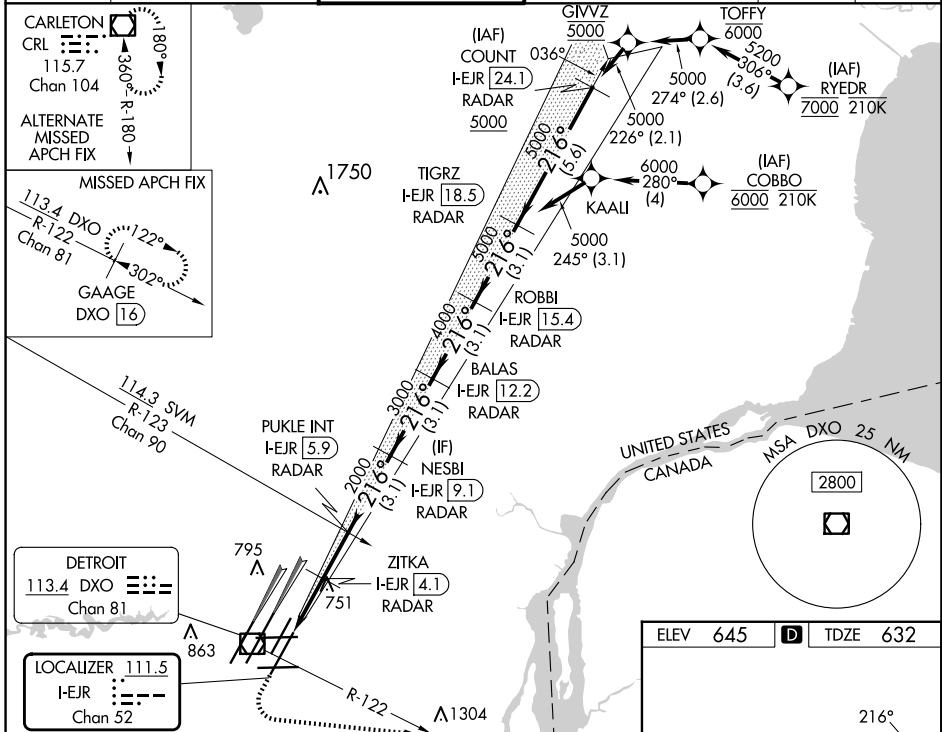 CARLETON
CRL
115.7
Chan 104
180°
360°
R-180
ALTERNATE
MISSED
APCH FIX
MISSED APCH FIX
113.4 DXO
R-122
Chan 81
122°
302°
GAAGE
DXO 16
1750
GIVVZ
5000
TOFFY
6000
(IAF)
COUNT
I-EJR 24.1
RADAR
5000
036°
5200
306°
(3.6)
(IAF)
RYEDR
7000 210K
5000
274° (2.6)
5000
226° (2.1)
5000
216°
(5.6)
TIGRZ
I-EJR 18.5
RADAR
6000
280°
(4)
(IAF)
COBBO
6000 210K
KAALI
5000
245° (3.1)
5000
216°
(3.1)
ROBBI
I-EJR 15.4
RADAR
4000
216°
(3.1)
BALAS
I-EJR 12.2
RADAR
3000
216°
(3.1)
(IF)
NESBI
I-EJR 9.1
RADAR
114.3 SVM
R-123
Chan 90
PUKLE INT
I-EJR 5.9
RADAR
2000
216°
(3.1)
UNITED STATES
CANADA
MSA DXO 25 NM
2800
795
ZITKA
I-EJR 4.1
RADAR
751
DETROIT
113.4 DXO
Chan 81
863
LOCALIZER 111.5
I-EJR
Chan 52
R-122
1304
ELEV 645 D TDZE 632
216°